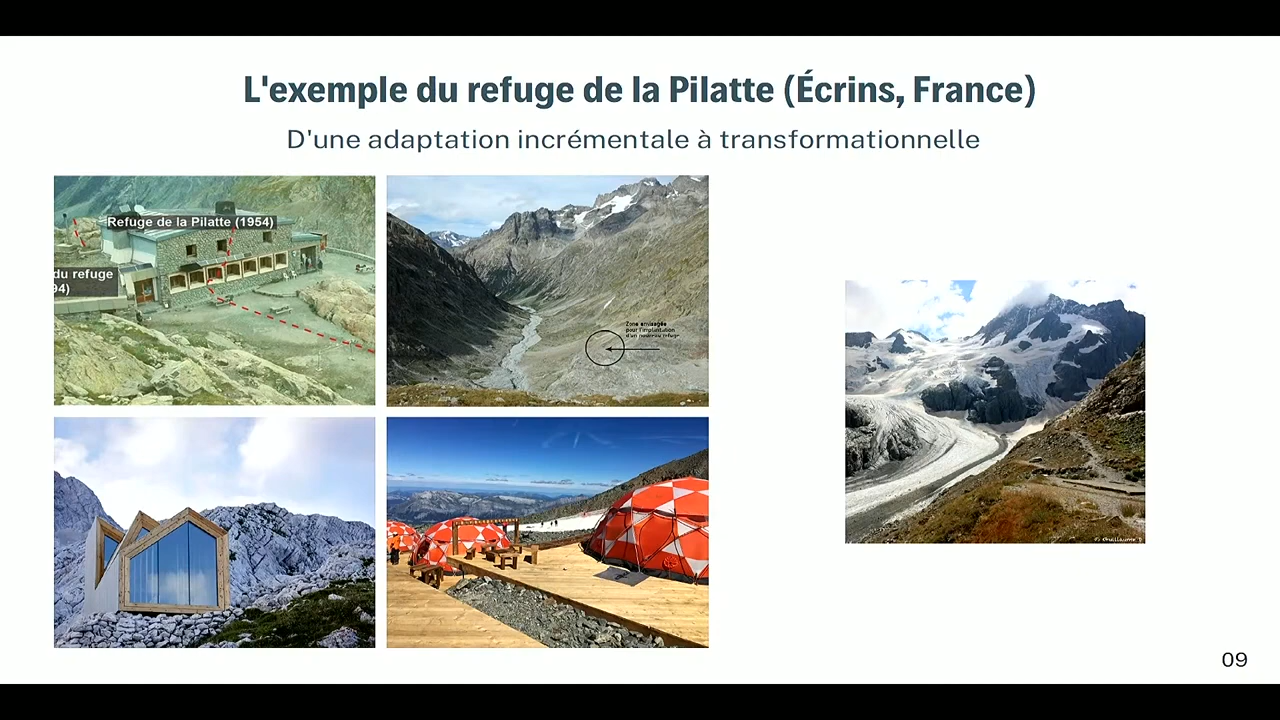 L'exemple du refuge de la Pilatte (Écrins, France)
D'une adaptation incrémentale à transformationnelle
Refuge de la Pilatte (1954)
du refuge
94)
Zone envisagée
pour l'implantation
d'un nouveau refuge
09